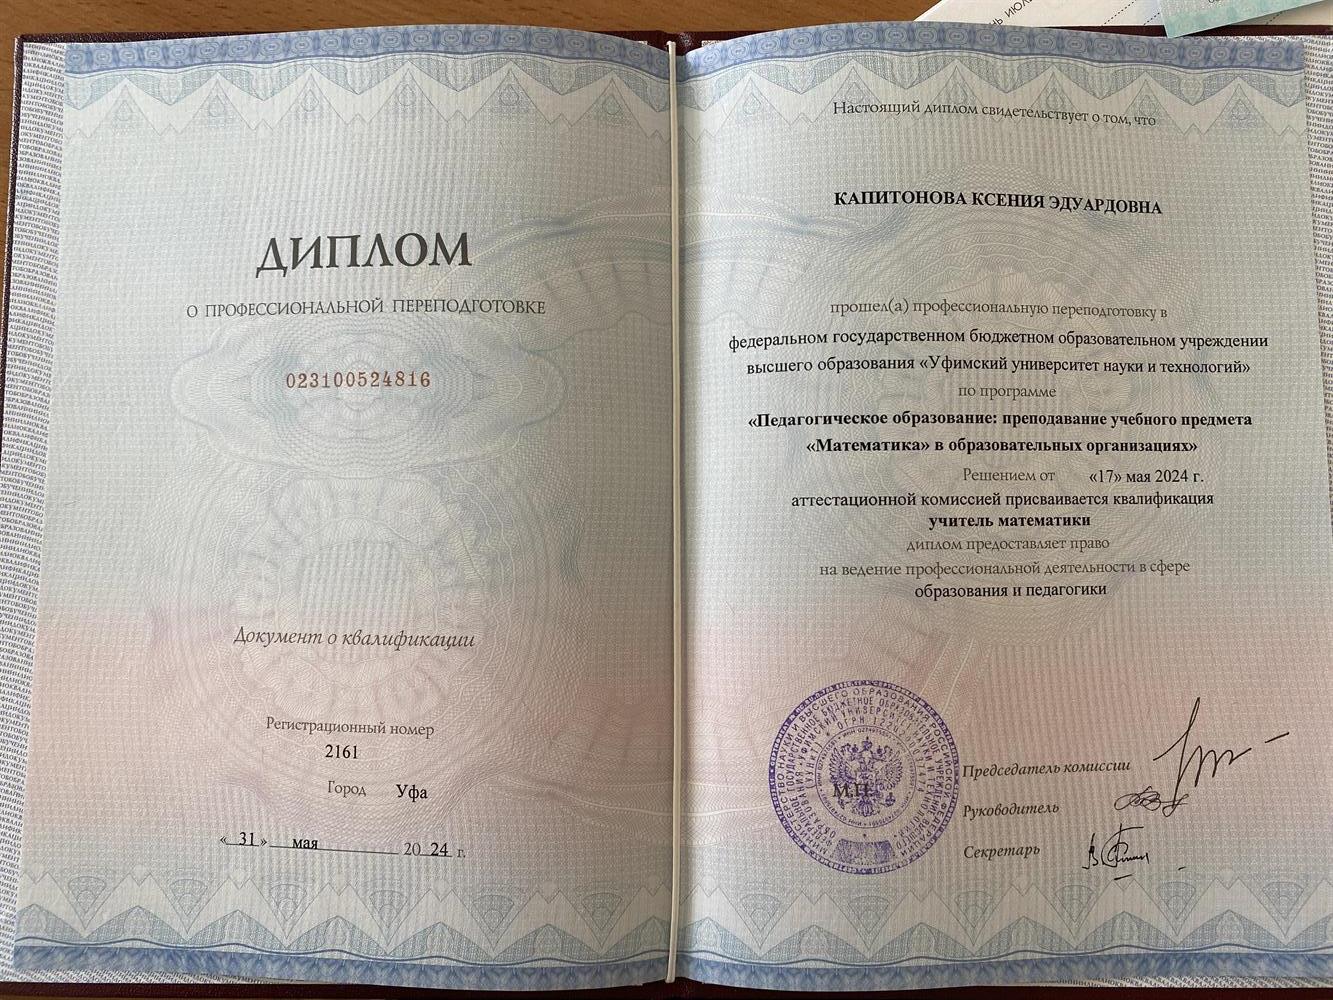 ДИПЛОМ
О ПРОФЕССИОНАЛЬНОЙ ПЕРЕПОДГОТОВКЕ
023100524816
Документ о квалификации
Регистрационный номер
2161
Город Уфа
« 31 » мая 20 24 г.
Настоящий диплом свидетельствует о том, что
КАПИТОНОВА КСЕНИЯ ЭДУАРДОВНА
прошел(а) профессиональную переподготовку в
федеральном государственном бюджетном образовательном учреждении
высшего образования «Уфимский университет науки и технологий»
по программе
«Педагогическое образование: преподавание учебного предмета
«Математика» в образовательных организациях»
Решением от «17» мая 2024 г.
аттестационной комиссией присваивается квалификация
учитель математики
диплом предоставляет право
на ведение профессиональной деятельности в сфере
образования и педагогики
М.П.
Председатель комиссии
Руководитель
Секретарь